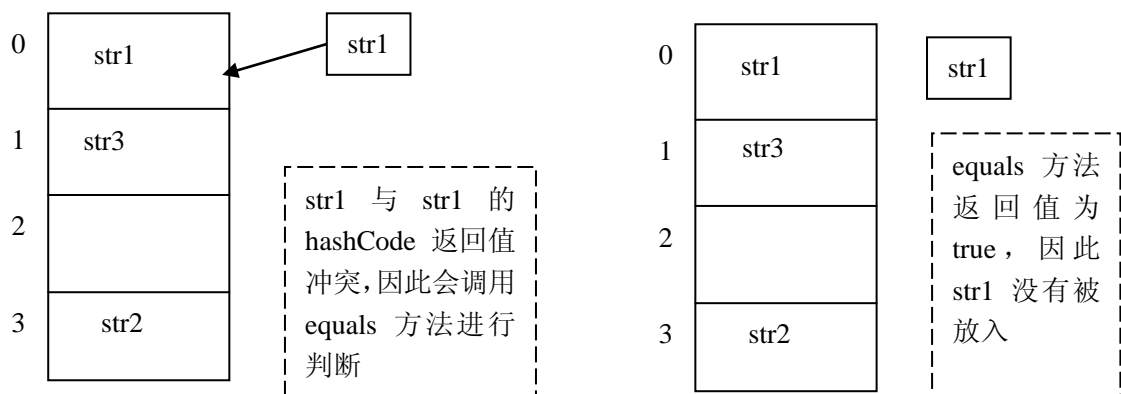 0
str1
str1
1
str3
2
3
str2
str1 与 str1 的
hashCode 返回值
冲突,因此会调用
equals 方法进行
判断
0
str1
str1
1
str3
2
3
str2
equals 方法
返回值为
true，因此
str1 没有被
放入